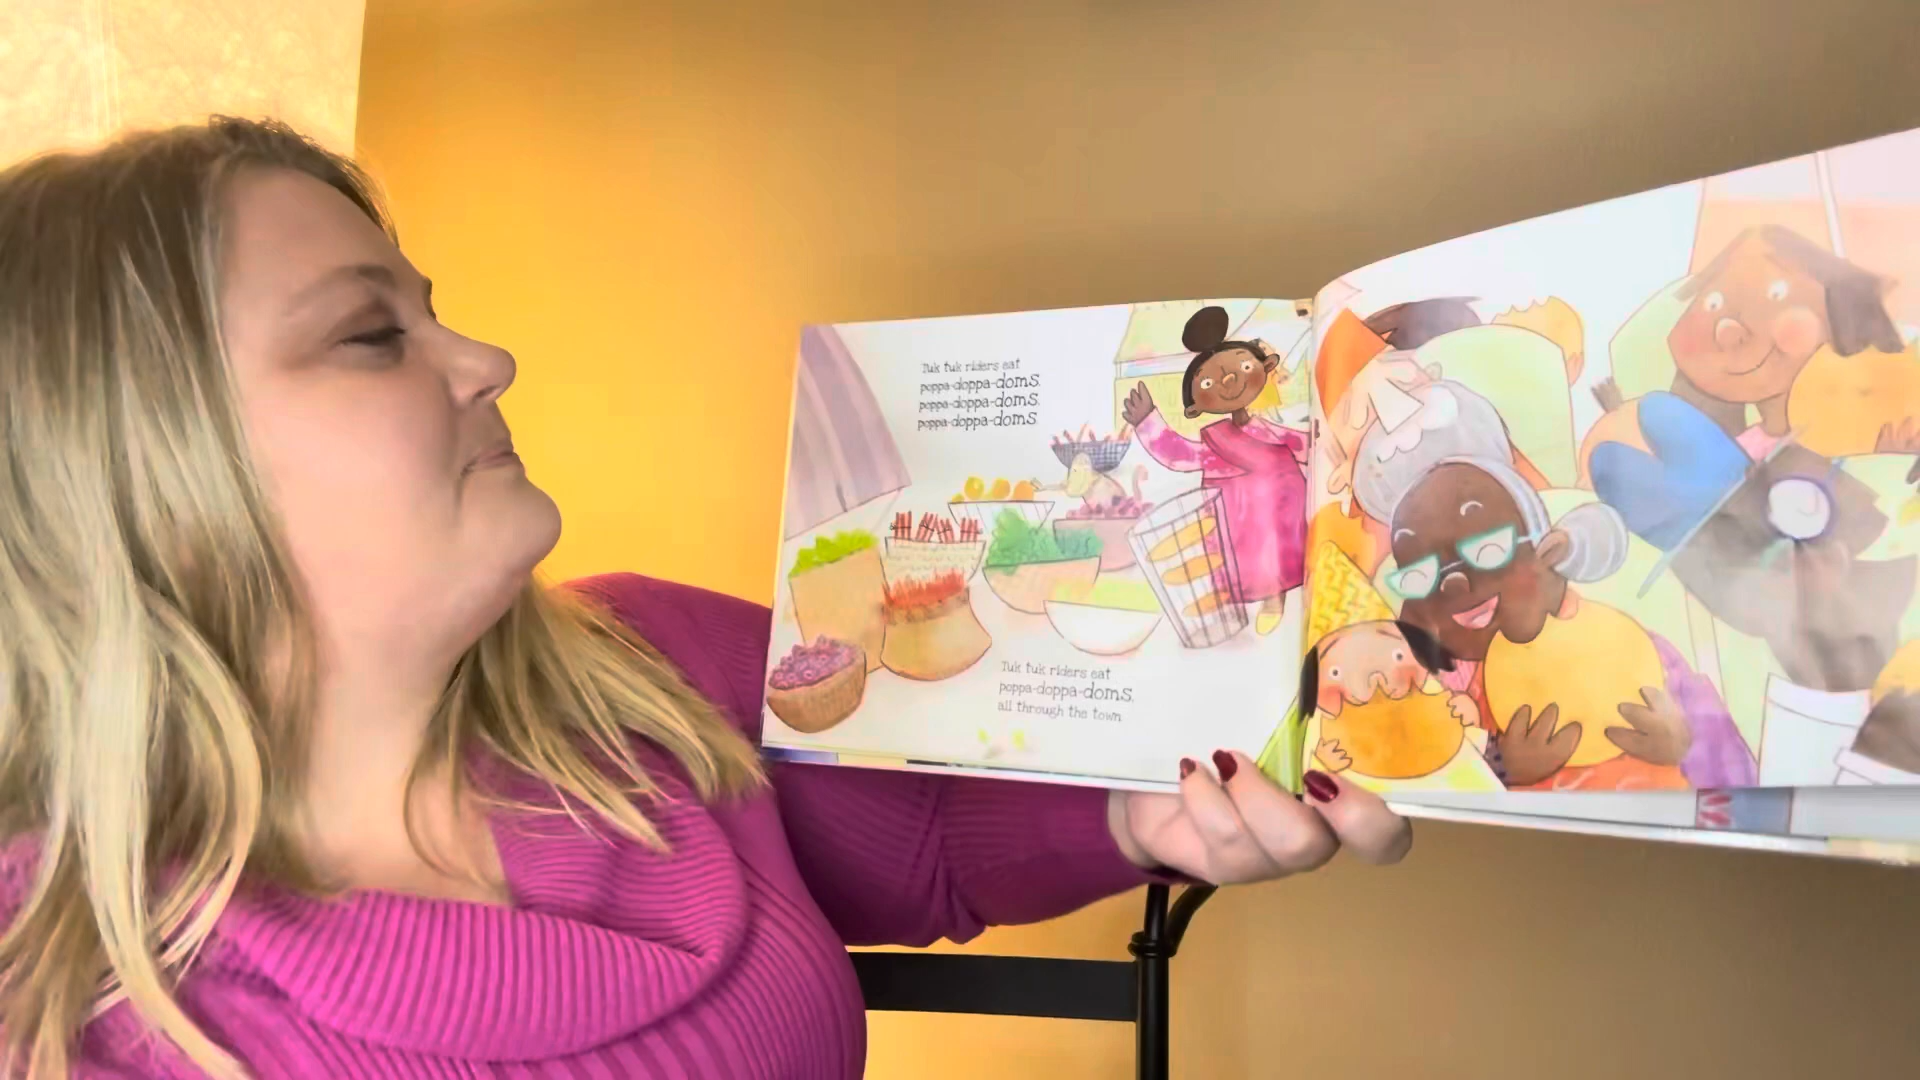 Tuk tuk riders eat
poppa-doppa-doms,
poppa-doppa-doms,
poppa-doppa-doms.
Tuk tuk riders eat
poppa-doppa-doms,
all through the town.